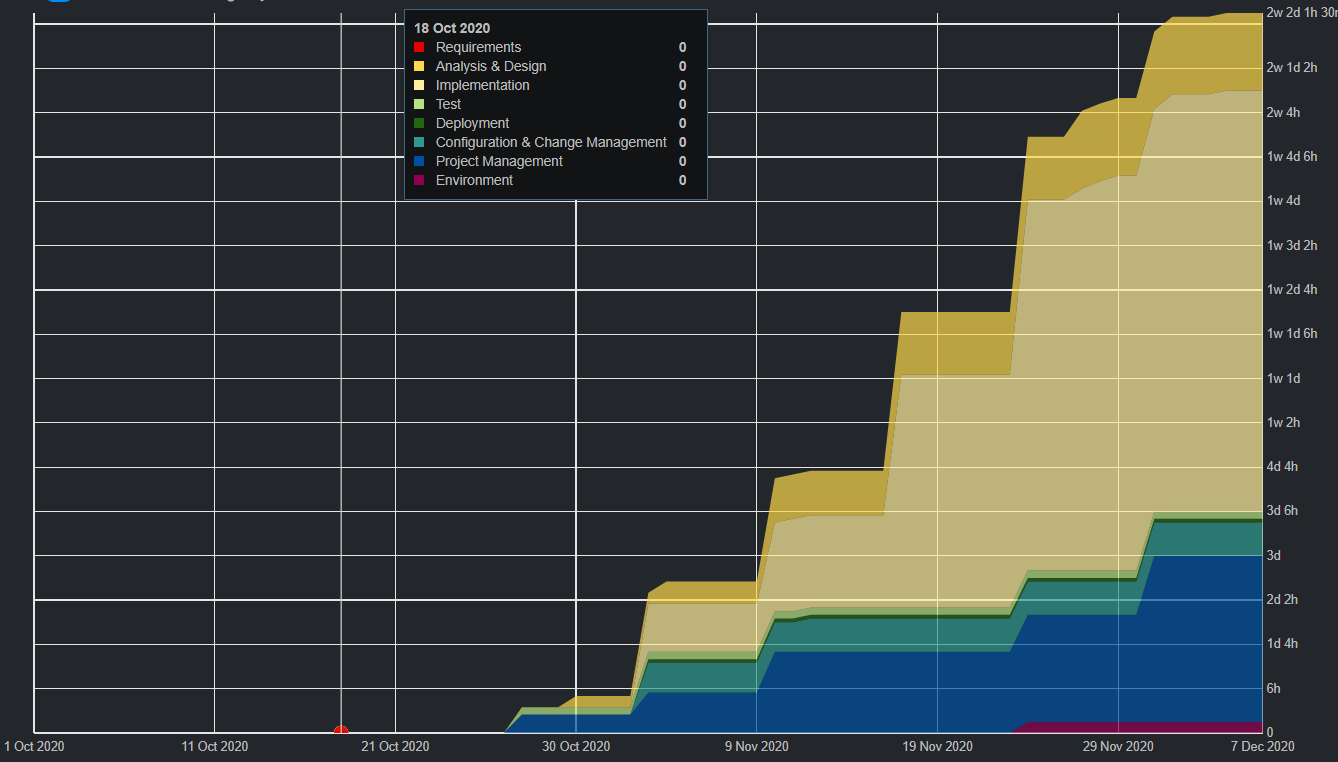 18 Oct 2020
Requirements 0
Analysis & Design 0
Implementation 0
Test 0
Deployment 0
Configuration & Change Management 0
Project Management 0
Environment 0
2w 2d 1h 30
2w 1d 2h
2w 4h
1w 4d 6h
1w 4d
1w 3d 2h
1w 2d 4h
1w 1d 6h
1w 1d
1w 2h
4d 4h
3d 6h
3d
2d 2h
1d 4h
6h
0
1 Oct 2020 11 Oct 2020 21 Oct 2020 30 Oct 2020 9 Nov 2020 19 Nov 2020 29 Nov 2020 7 Dec 2020